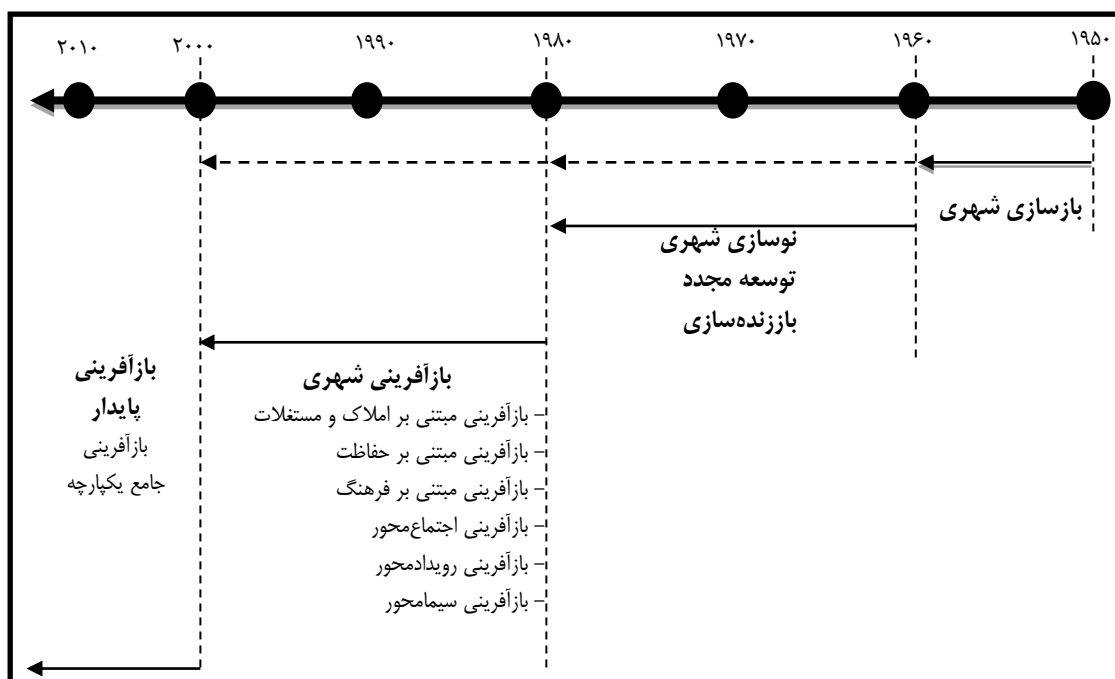 ۱۹۵۰ ۱۹۶۰ ۱۹۷۰ ۱۹۸۰ ۱۹۹۰ ۲۰۰۰ ۲۰۱۰
بازسازی شهری
نوسازی شهری
توسعه مجدد
باززنده‌سازی
بازآفرینی شهری
- بازآفرینی مبتنی بر املاک و مستغلات
- بازآفرینی مبتنی بر حفاظت
- بازآفرینی مبتنی بر فرهنگ
- بازآفرینی اجتماع‌محور
- بازآفرینی رویدادمحور
- بازآفرینی سیمامحور
بازآفرینی
پایدار
بازآفرینی
جامع یکپارچه